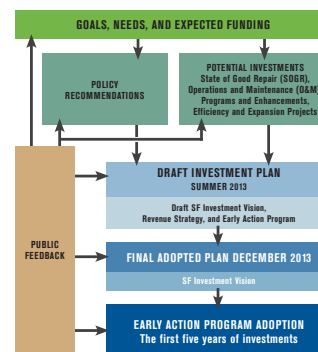 GOALS, NEEDS, AND EXPECTED FUNDING
POLICY
RECOMMENDATIONS
POTENTIAL INVESTMENTS
State of Good Repair (SOGR),
Operations and Maintenance (O&M)
Programs and Enhancements,
Efficiency and Expansion Projects
PUBLIC
FEEDBACK
DRAFT INVESTMENT PLAN
SUMMER 2013
Draft SF Investment Vision,
Revenue Strategy, and Early Action Program
FINAL ADOPTED PLAN DECEMBER 2013
SF Investment Vision
EARLY ACTION PROGRAM ADOPTION
The first five years of investments